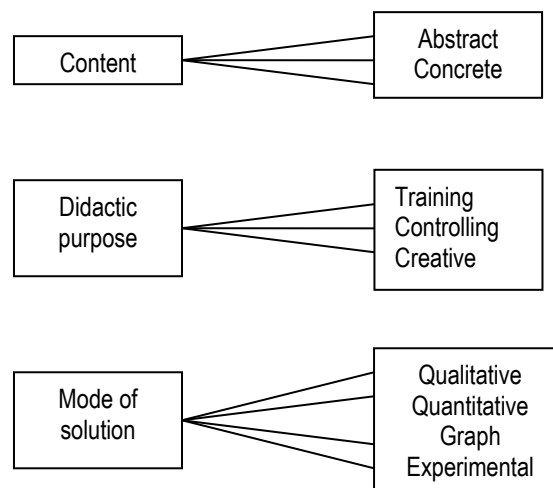 Content
Abstract
Concrete
Didactic
purpose
Training
Controlling
Creative
Mode of
solution
Qualitative
Quantitative
Graph
Experimental